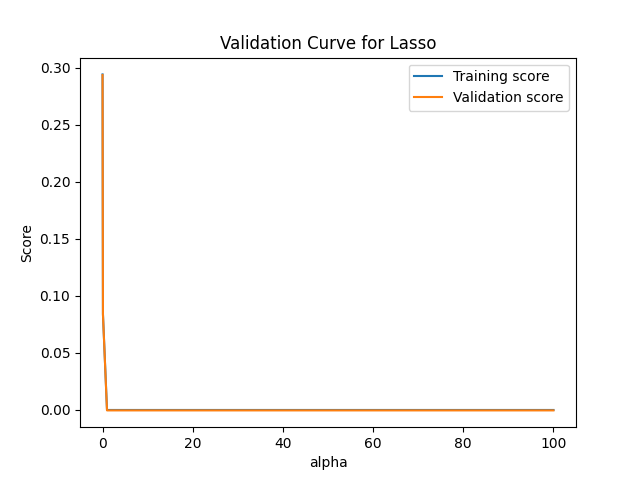 Validation Curve for Lasso
Training score
Validation score
0.30
0.25
0.20
0.15
0.10
0.05
0.00
Score
0
20
40
60
80
100
alpha